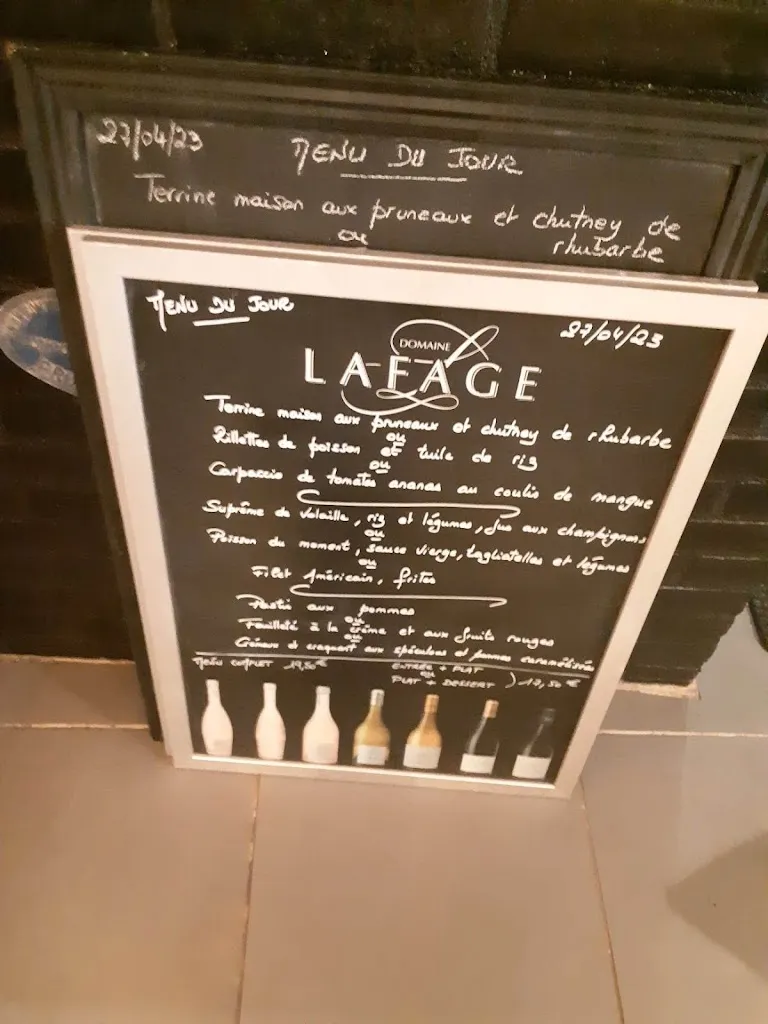 27/04/23 MENU DU JOUR
Terrine maison aux pruneaux et chutney de
ou rhubarbe
MENU DU JOUR 27/04/23
DOMAINE
LAFAGE
Terrine maison aux pruneaux et chutney de rhubarbe
ou
Rillettes de poisson et tuile de riz
ou
Carpaccio de tomates ananas au coulis de mangue
Suprême de volaille, riz et légumes, jus aux champignons
ou
Poisson du moment, sauce vierge, tagliatelles et légumes
ou
Filet Américain, frites
Pastis aux pommes
ou
Feuilleté à la crème et aux fruits rouges
ou
et craquant aux spéculoos et pommes caramélisées
MENU COMPLET 19,50€ ENTRÉE + PLAT
ou
PLAT + DESSERT ) 17,50 €